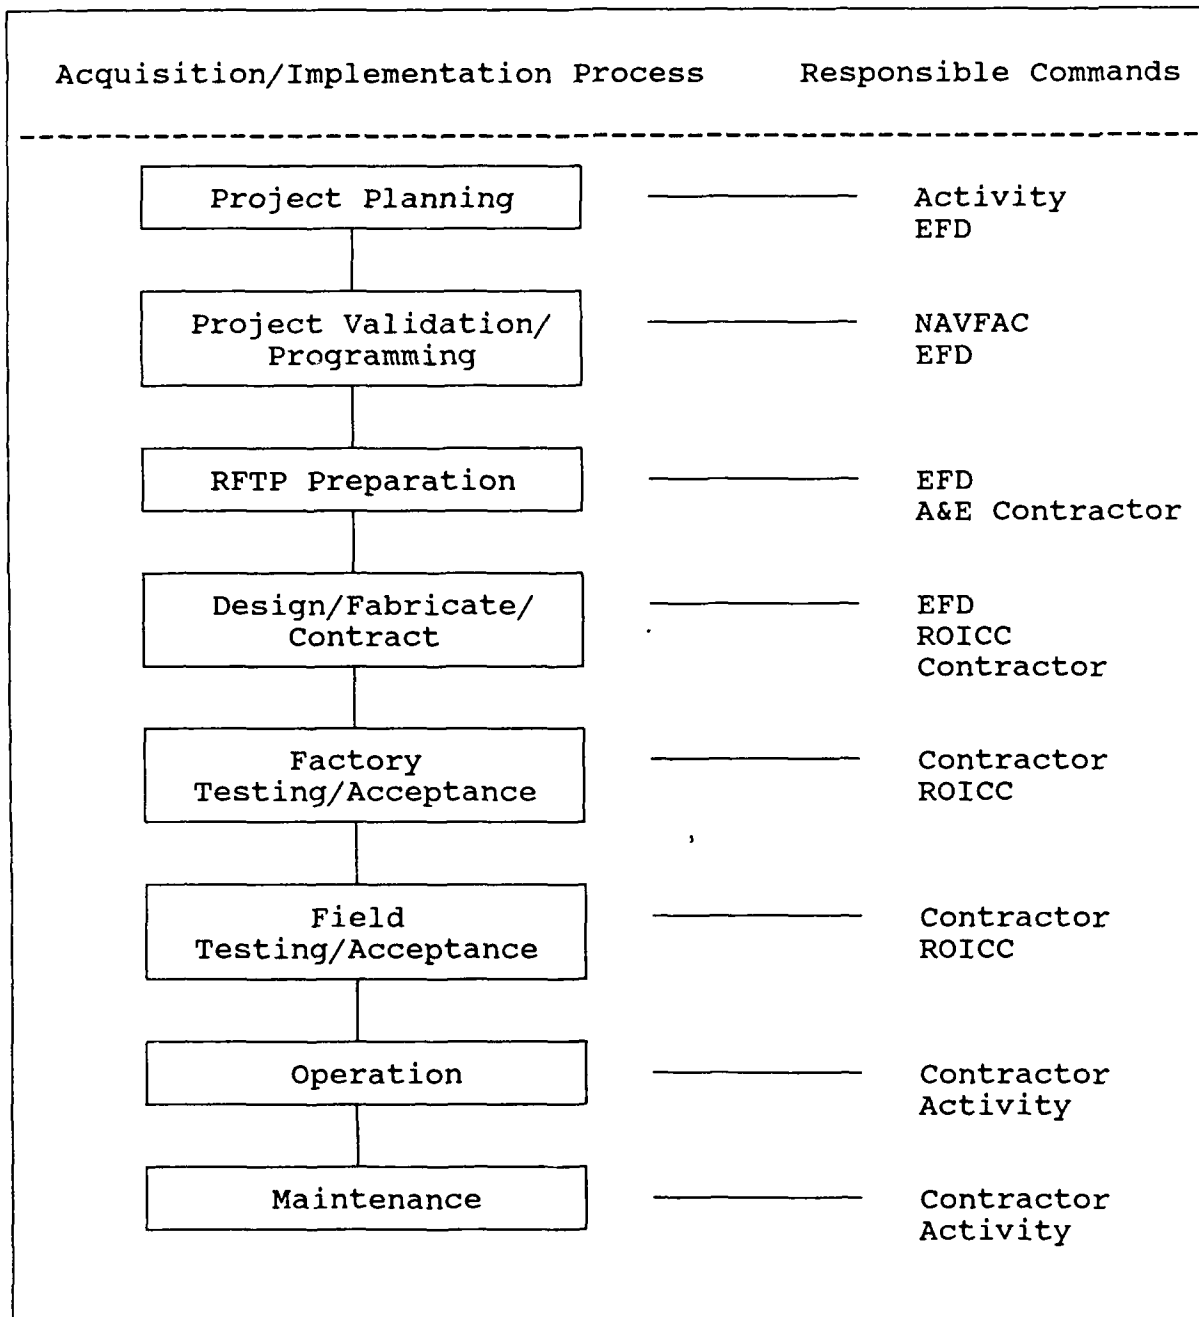 Acquisition/Implementation Process Responsible Commands
Project Planning Activity
EFD
Project Validation/ NAVFAC
Programming EFD
RFTP Preparation EFD
A&E Contractor
Design/Fabricate/ EFD
Contract ROICC
Contractor
Factory Contractor
Testing/Acceptance ROICC
Field Contractor
Testing/Acceptance ROICC
Operation Contractor
Activity
Maintenance Contractor
Activity